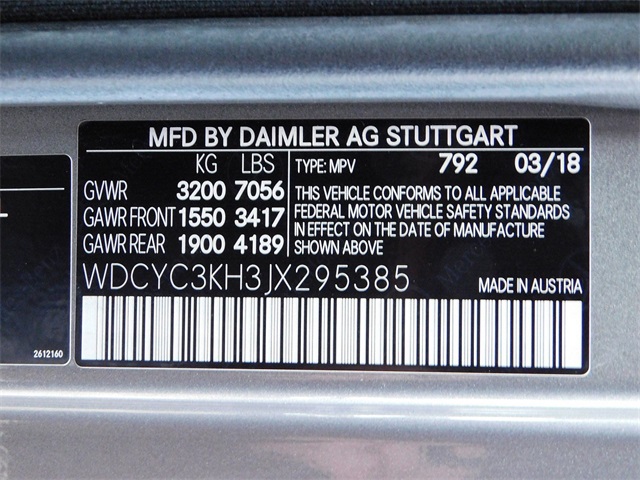 MFD BY DAIMLER AG STUTTGART
KG LBS
GVWR 3200 7056
GAWR FRONT 1550 3417
GAWR REAR 1900 4189
TYPE: MPV 792 03/18
THIS VEHICLE CONFORMS TO ALL APPLICABLE
FEDERAL MOTOR VEHICLE SAFETY STANDARDS
IN EFFECT ON THE DATE OF MANUFACTURE
SHOWN ABOVE
WDCYC3KH3JX295385 MADE IN AUSTRIA
2612160